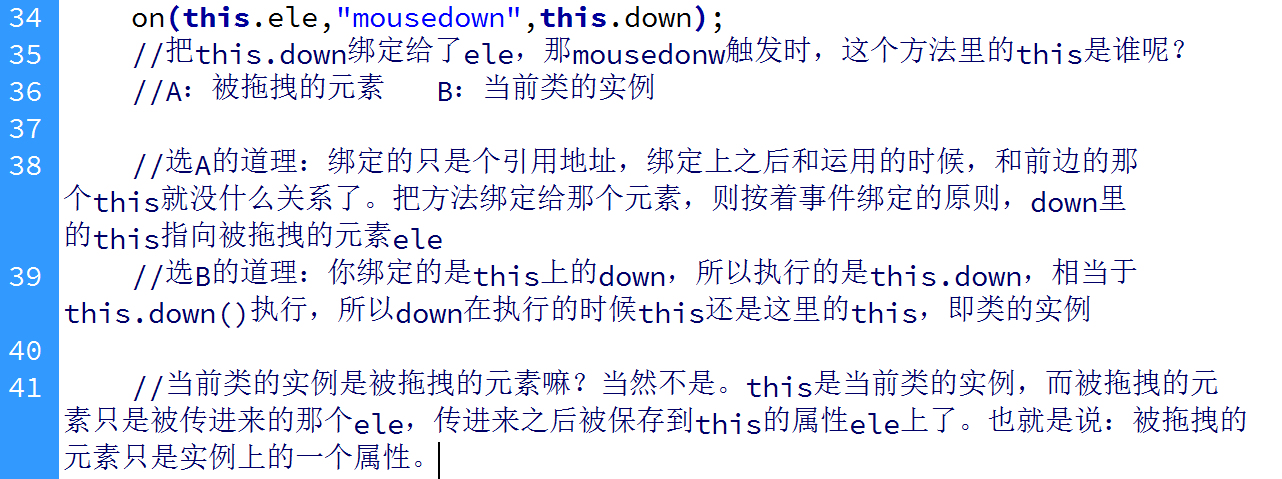 34 on(this.ele,"mousedown",this.down);
35 //把this.down绑定给了ele，那mousedonw触发时，这个方法里的this是谁呢？
36 //A：被拖拽的元素 B：当前类的实例
37
38 //选A的道理：绑定的只是个引用地址，绑定上之后和运用的时候，和前边的那
个this就没什么关系了。把方法绑定给那个元素，则按着事件绑定的原则，down里
的this指向被拖拽的元素ele
39 //选B的道理：你绑定的是this上的down，所以执行的是this.down，相当于
this.down()执行，所以down在执行的时候this还是这里的this，即类的实例
40
41 //当前类的实例是被拖拽的元素嘛？当然不是。this是当前类的实例，而被拖拽的元
素只是被传进来的那个ele，传进来之后被保存到this的属性ele上了。也就是说：被拖拽的
元素只是实例上的一个属性。